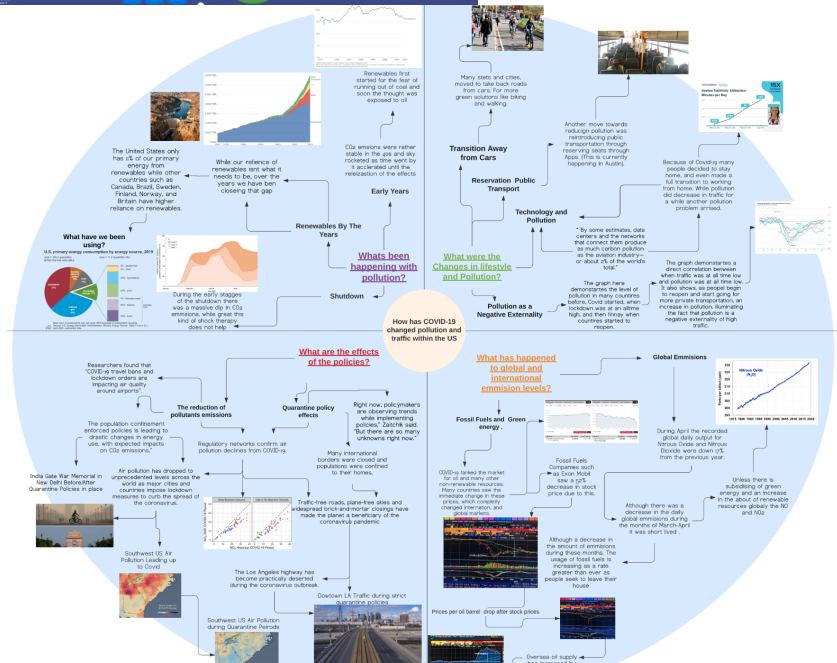 Renewables first
started for the fear of
running out of coal and
soon the thought was
exposed to oil
CO2 emisions were rather
stable in the 40s and sky
rocketed as time went by
it acclerated until the
releization of the effects
Early Years
The United States only
has 11% of our primary
energy from
renewables while other
countries such as
Canada, Brazil, Sweden,
Finland, Norway, and
Britain have higher
reliance on renewables.
While our relience of
renewables isnt what it
needs to be, over the
years we have ben
closing that gap
Renewables By The
Years
What have we been
using?
U.S. primary energy consumption by energy source, 2019
Whats been
happening with
pollution?
Shutdown
During the early stagges
of the shutdown there
was a massive dip in CO2
emissions, while great this
kind of shock therapy
does not help
Many stets and cities,
moved to take back roads
from cars. For more
green solutions like biking
and walking.
Transition Away
from Cars
Another move towards
reducign pollution was
reintroducing public
transportation through
reserving seats through
Apps. (This is currently
happening in Austin).
Reservation Public
Transport
Technology and
Pollution
Because of Covid-19 many
people decided to stay
home, and even made a
full transition to working
from home. While pollution
did decrease in traffic for
a while another pollution
problem arrised.
" By some estimates, data
centers and the networks
that connect them produce
as much carbon pollution
as the aviation industry—
or about 2% of the world's
total."
What were the
Changes in lifestyle
and Pollution?
Pollution as a
Negative Externality
The graph here
demonstartes the level of
pollution in many countries
before, Covid started, when
lockdown was at an alltime
high, and then finnay when
countries started to
reopen.
The graph demonstartes a
direct correlation between
when traffic was at all time low
and pollution was at all time low.
It also shows, as poepel begin
to reopen and start going for
more private transportation, an
increase in pollution, illuminating
the fact that pollution is a
negative externality of high
traffic.
How has COVID-19
changed pollution and
traffic within the US
What are the effects
of the policies?
Researchers found that
"COVID-19 travel bans and
lockdown orders are
impacting air quality
around airports".
The reduction of
pollutants emissions
Quarantine policy
effects
Right now, policymakers
are observing trends
while implementing
policies," Zaitchik said.
"But there are so many
unknowns right now."
The population confinement
enforced policies is leading to
drastic changes in energy
use, with expected impacts
on CO2 emissions."
Regulatory networks confirm air
pollution declines from COVID-19.
Many international
borders were closed and
populations were confined
to their homes,
India Gate War Memorial in
New Delhi Before/After
Quarantine Policies in place
Air pollution has dropped to
unprecedented levels across the
world as major cities and
countries impose lockdown
measures to curb the spread of
the coronavirus.
Traffic-free roads, plane-free skies and
widespread brick-and-mortar closings have
made the planet a beneficiary of the
coronavirus pandemic
Southwest US Air
Pollution Leading up
to Covid
The Los Angeles highway has
become practically deserted
during the coronavirus outbreak.
Dowtown LA Traffic during strict
quarantine policies
Southwest US Air Pollution
during Quarantine Peirods
What has happened
to global and
international
emmision levels?
Global Emmisions
Nitrous Oxide
(N2O)
Fossil Fuels and Green
energy .
During April the recorded
global daily output for
Nitrous Oxide and Nitrous
Dioxide were down 17%
from the previous year.
COVID-19 tanked the market
for oil and many other
non-renewable resources.
Many countries saw the
immediate change in these
prices, which completly
changed internation, and
global markets.
Fossil Fuels
Companies such
as Exon Mobil
saw a 52%
decrease in stock
price due to this.
Unless there is
subsidising of green
energy and an increase
in the about of renewable
resources globaly the NO
and NO2
Although there was a
decrease in the daily
global emmisions during
the months of March-April
it was short lived .
Although a decrease in
the amount of emmisions
during these months. The
usage of fossil fuels is
increasing as a rate
greater than ever as
people seek to leave their
house
Prices per oil barrel drop after stock prices
Oversea oil supply